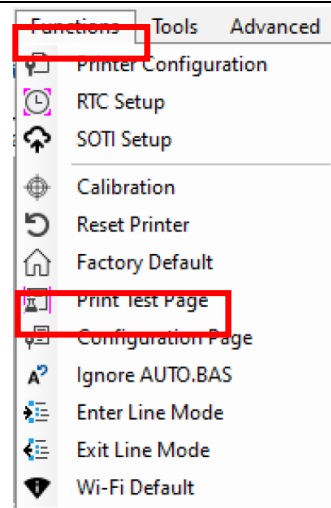 Functions Tools Advanced
Printer Configuration
RTC Setup
SOTI Setup
Calibration
Reset Printer
Factory Default
Print Test Page
Configuration Page
Ignore AUTO.BAS
Enter Line Mode
Exit Line Mode
Wi-Fi Default